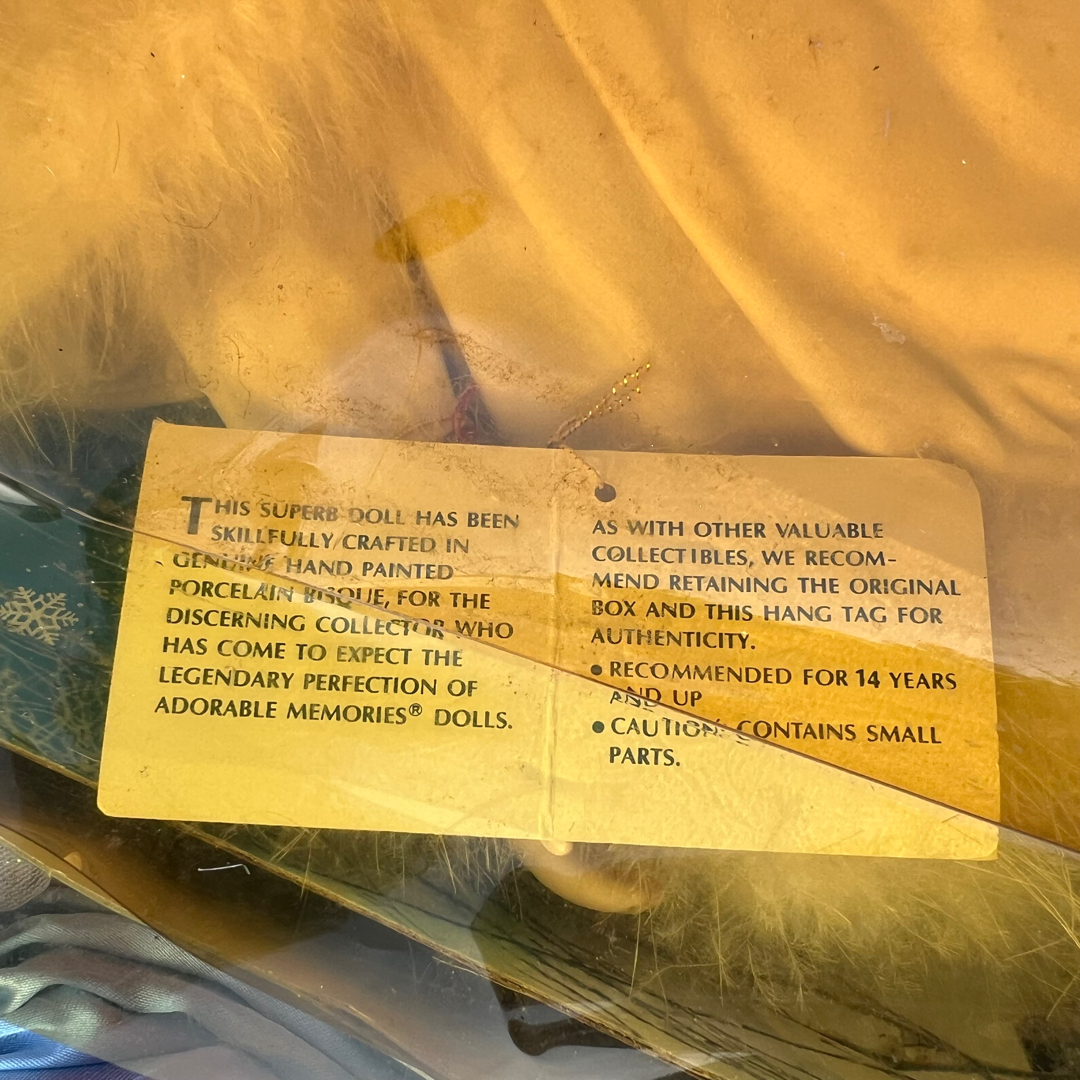 THIS SUPERB DOLL HAS BEEN
SKILLFULLY CRAFTED IN
GENUINE HAND PAINTED
PORCELAIN BISQUE, FOR THE
DISCERNING COLLECTOR WHO
HAS COME TO EXPECT THE
LEGENDARY PERFECTION OF
ADORABLE MEMORIES® DOLLS.
AS WITH OTHER VALUABLE
COLLECTIBLES, WE RECOM-
MEND RETAINING THE ORIGINAL
BOX AND THIS HANG TAG FOR
AUTHENTICITY.
• RECOMMENDED FOR 14 YEARS
AND UP
• CAUTION: CONTAINS SMALL
PARTS.